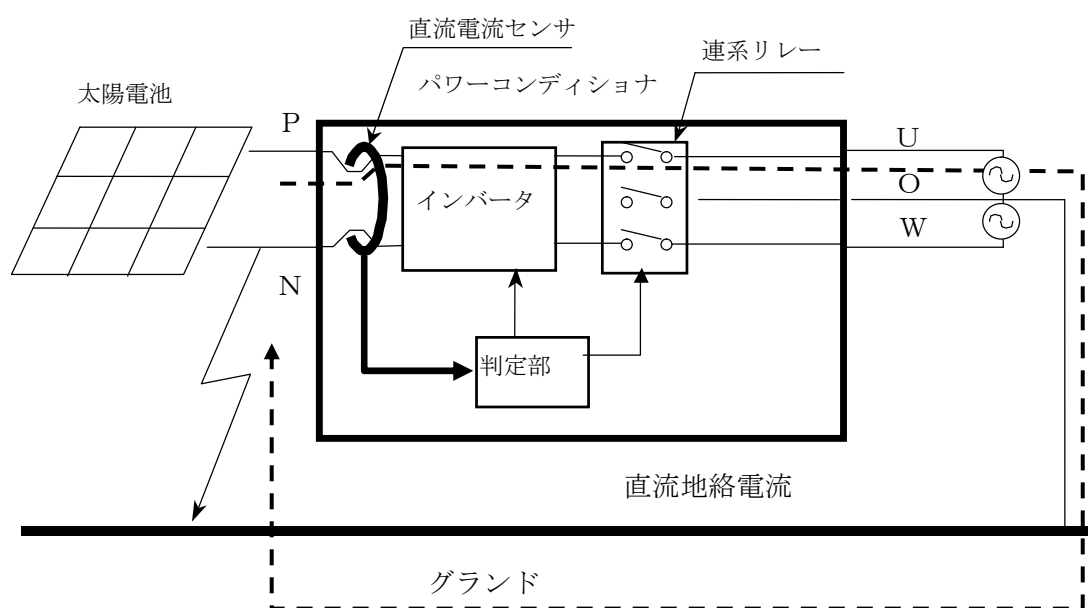 直流電流センサ
連系リレー
パワーコンディショナ
太陽電池
P
U
インバータ
O
W
N
判定部
直流地絡電流
グランド